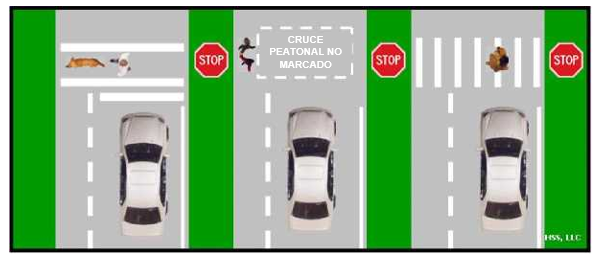 STOP
CRUCE
PEATONAL NO
MARCADO
STOP
STOP
HSS, LLC